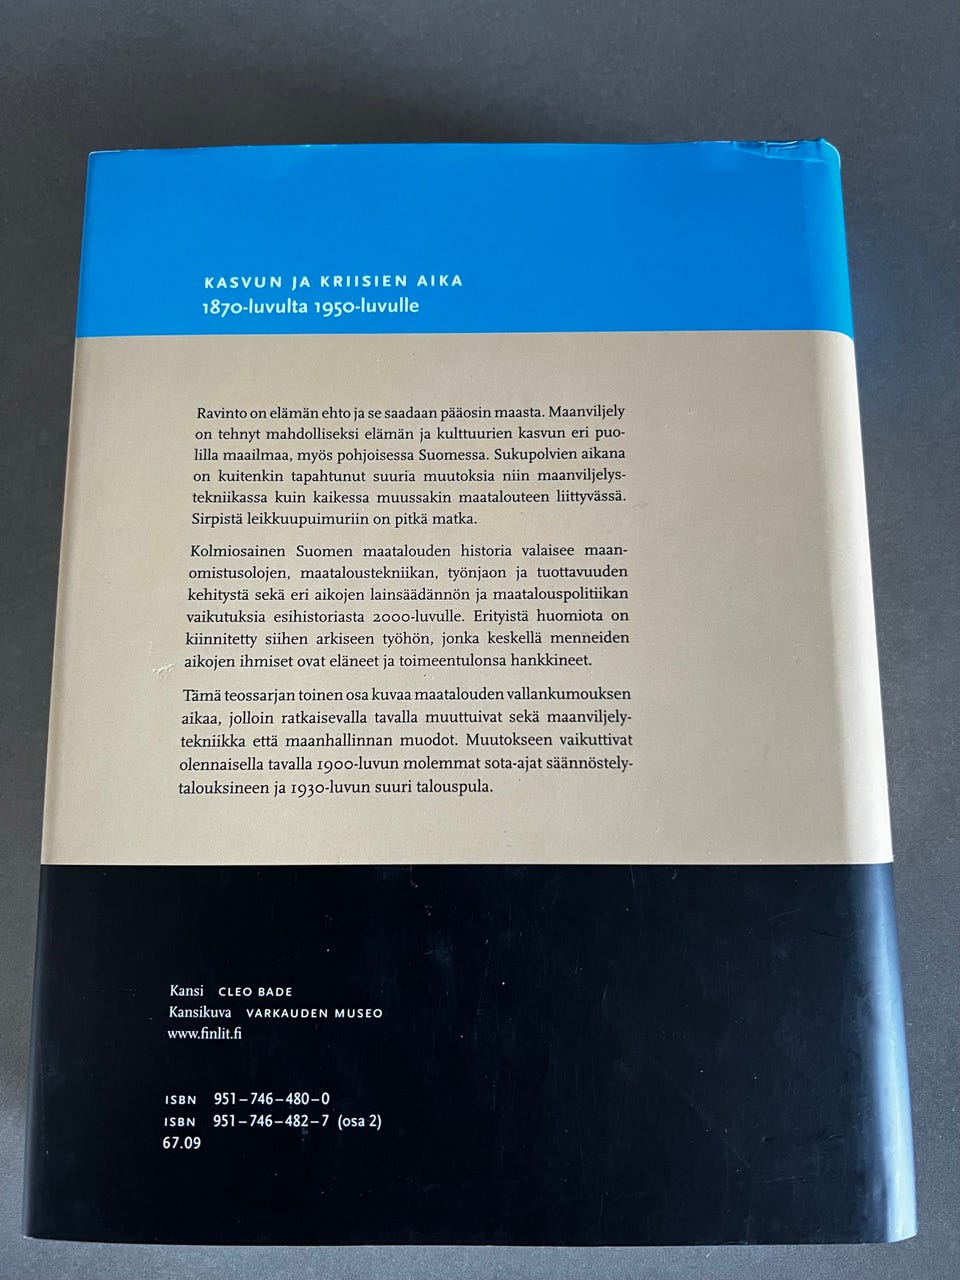 KASVUN JA KRIISIEN AIKA
1870-luvulta 1950-luvulle
Ravinto on elämän ehto ja se saadaan pääosin maasta. Maanviljely
on tehnyt mahdolliseksi elämän ja kulttuurien kasvun eri puo-
lilla maailmaa, myös pohjoisessa Suomessa. Sukupolvien aikana
on kuitenkin tapahtunut suuria muutoksia niin maanviljelys-
tekniikassa kuin kaikessa muussakin maatalouteen liittyvässä.
Sirpistä leikkuupuimuriin on pitkä matka.
Kolmiosainen Suomen maatalouden historia valaisee maan-
omistusolojen, maataloustekniikan, työnjaon ja tuottavuuden
kehitystä sekä eri aikojen lainsäädännön ja maatalouspolitiikan
vaikutuksia esihistoriasta 2000-luvulle. Erityistä huomiota on
kiinnitetty siihen arkiseen työhön, jonka keskellä menneiden
aikojen ihmiset ovat eläneet ja toimeentulonsa hankkineet.
Tämä teossarjan toinen osa kuvaa maatalouden vallankumouksen
aikaa, jolloin ratkaisevalla tavalla muuttuivat sekä maanviljely-
tekniikka että maanhallinnan muodot. Muutokseen vaikuttivat
olennaisella tavalla 1900-luvun molemmat sota-ajat säännöstely-
talouksineen ja 1930-luvun suuri talouspula.
Kansi CLEO BADE
Kansikuva VARKAUDEN MUSEO
www.finlit.fi
ISBN 951–746–480–0
ISBN 951–746–482–7 (osa 2)
67.09